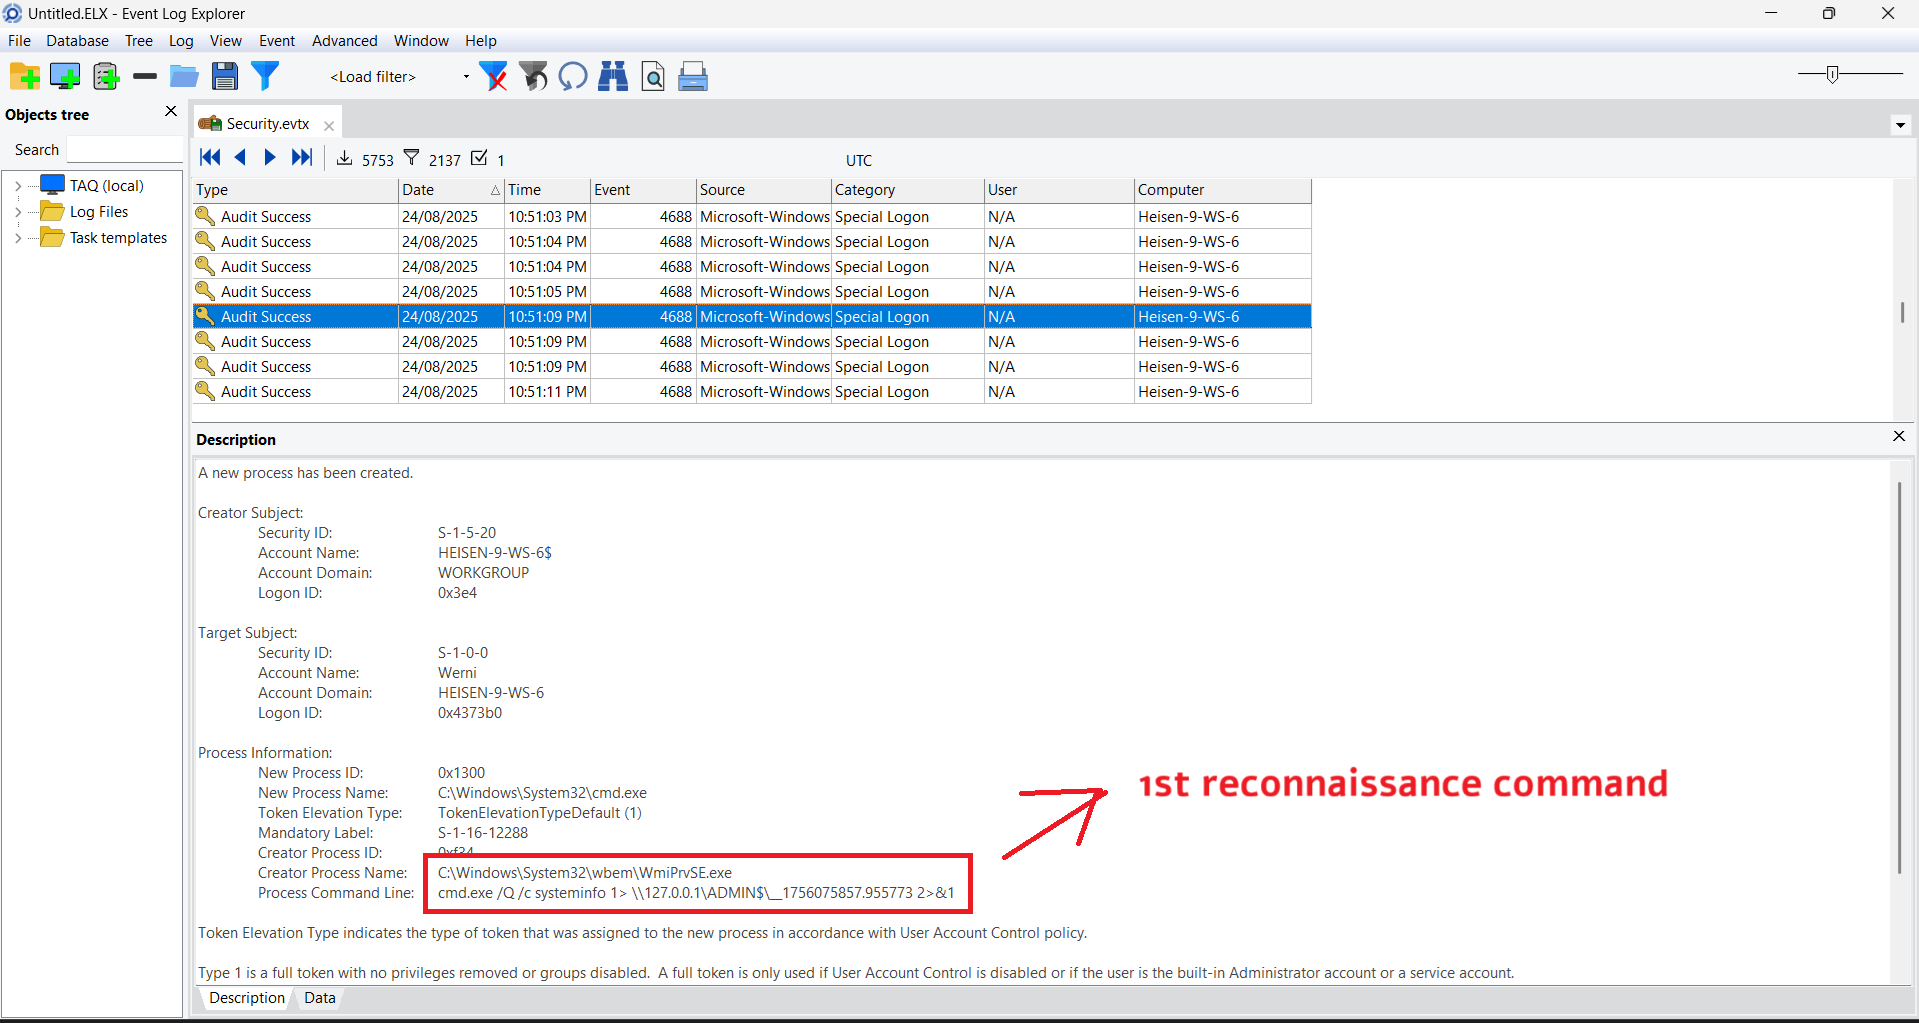 Untitled.ELX - Event Log Explorer
File Database Tree Log View Event Advanced Window Help
<Load filter>
Objects tree
Search
TAQ (local)
Log Files
Task templates
Security.evtx
5753 2137 1 UTC
Type Date Time Event Source Category User Computer
Audit Success 24/08/2025 10:51:03 PM 4688 Microsoft-Windows Special Logon N/A Heisen-9-WS-6
Audit Success 24/08/2025 10:51:04 PM 4688 Microsoft-Windows Special Logon N/A Heisen-9-WS-6
Audit Success 24/08/2025 10:51:04 PM 4688 Microsoft-Windows Special Logon N/A Heisen-9-WS-6
Audit Success 24/08/2025 10:51:05 PM 4688 Microsoft-Windows Special Logon N/A Heisen-9-WS-6
Audit Success 24/08/2025 10:51:09 PM 4688 Microsoft-Windows Special Logon N/A Heisen-9-WS-6
Audit Success 24/08/2025 10:51:09 PM 4688 Microsoft-Windows Special Logon N/A Heisen-9-WS-6
Audit Success 24/08/2025 10:51:09 PM 4688 Microsoft-Windows Special Logon N/A Heisen-9-WS-6
Audit Success 24/08/2025 10:51:11 PM 4688 Microsoft-Windows Special Logon N/A Heisen-9-WS-6
Description
A new process has been created.
Creator Subject:
Security ID: S-1-5-20
Account Name: HEISEN-9-WS-6$
Account Domain: WORKGROUP
Logon ID: 0x3e4
Target Subject:
Security ID: S-1-0-0
Account Name: Werni
Account Domain: HEISEN-9-WS-6
Logon ID: 0x4373b0
Process Information:
New Process ID: 0x1300
New Process Name: C:\Windows\System32\cmd.exe
Token Elevation Type: TokenElevationTypeDefault (1)
Mandatory Label: S-1-16-12288
Creator Process ID: 0xf34
Creator Process Name: C:\Windows\System32\wbem\WmiPrvSE.exe
Process Command Line: cmd.exe /Q /c systeminfo 1> \\127.0.0.1\ADMIN$\__1756075857.955773 2>&1
1st reconnaissance command
Token Elevation Type indicates the type of token that was assigned to the new process in accordance with User Account Control policy.
Type 1 is a full token with no privileges removed or groups disabled.  A full token is only used if User Account Control is disabled or if the user is the built-in Administrator account or a service account.
Description Data